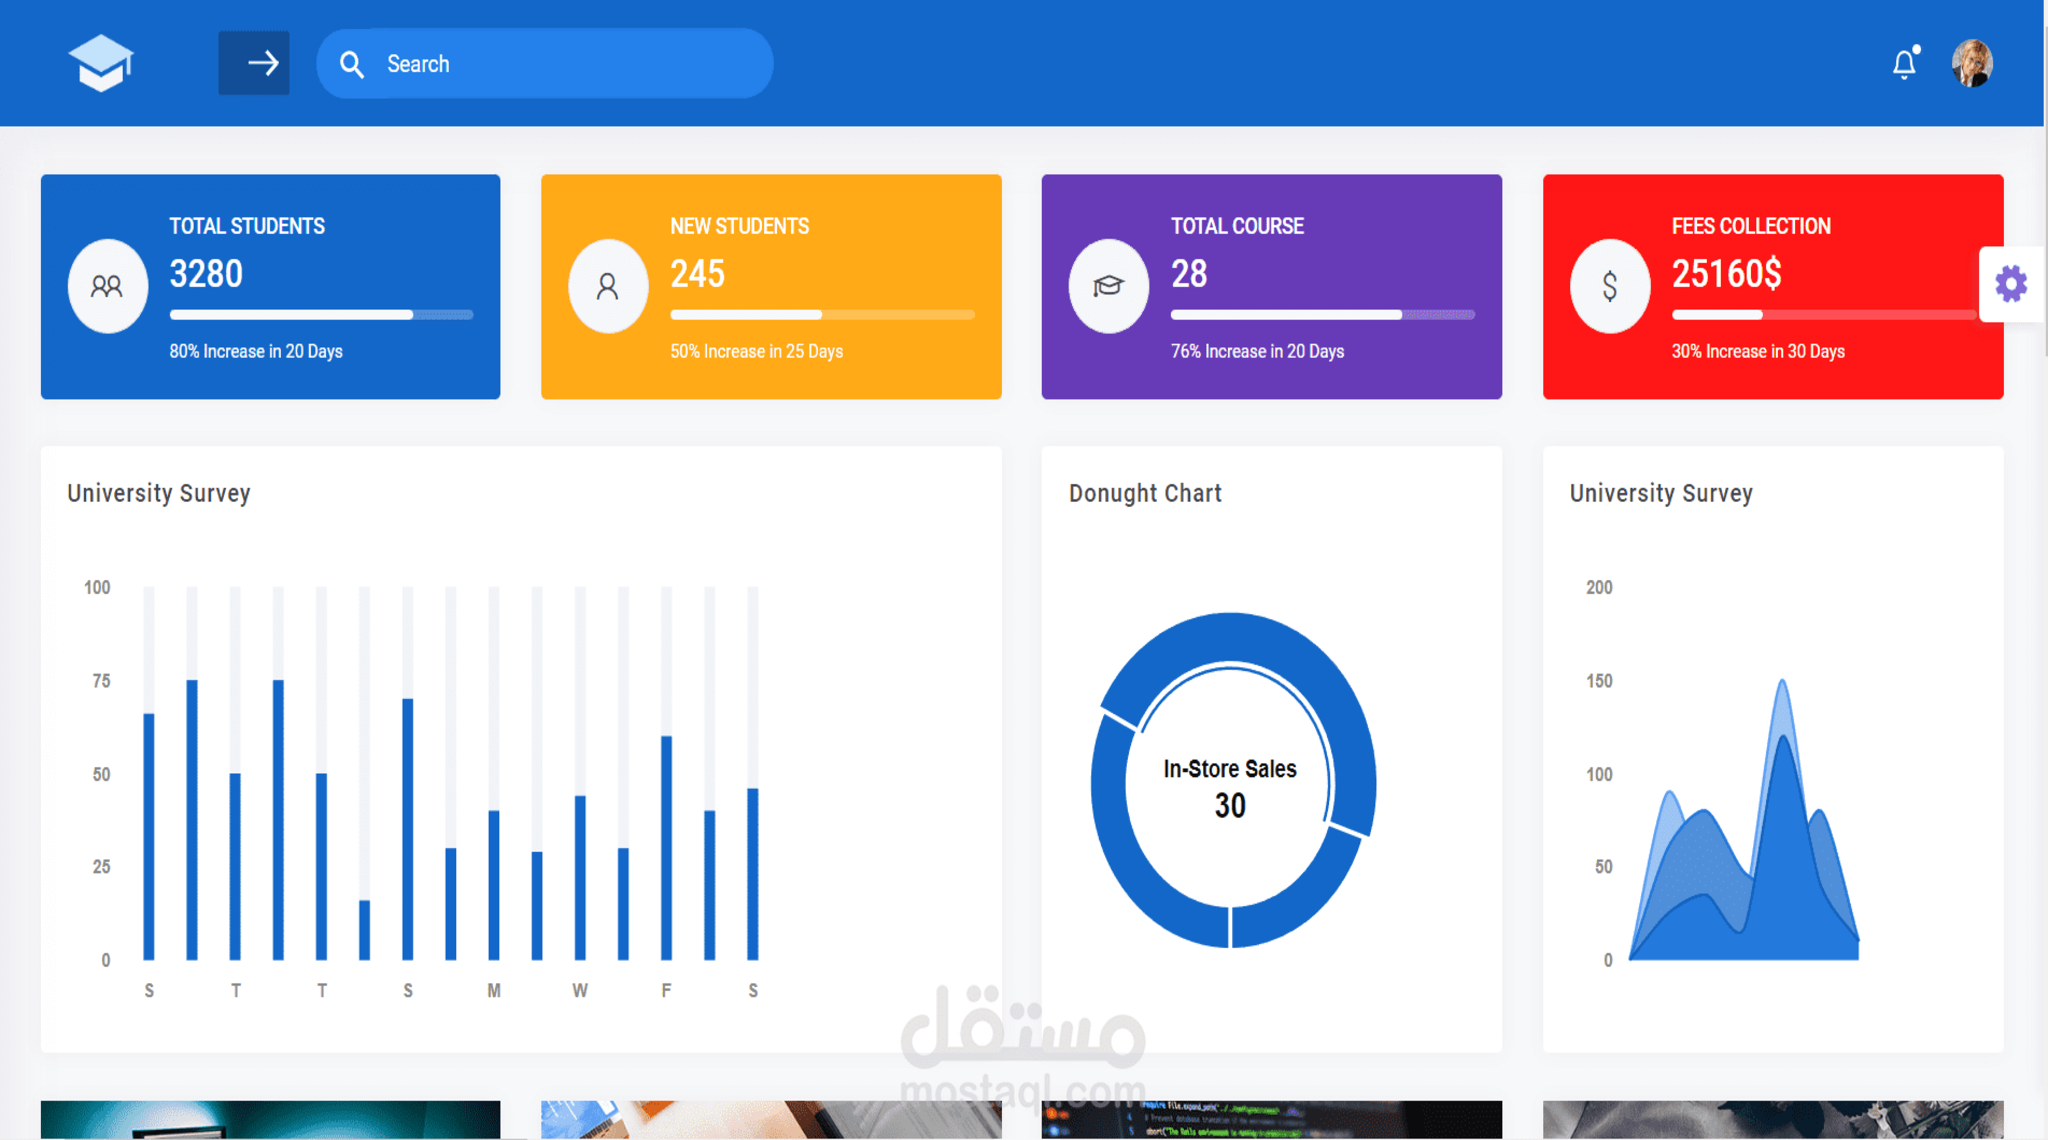 Search
TOTAL STUDENTS
3280
80% Increase in 20 Days
NEW STUDENTS
245
50% Increase in 25 Days
TOTAL COURSE
28
76% Increase in 20 Days
FEES COLLECTION
25160$
30% Increase in 30 Days
University Survey
100
75
50
25
0
S T T S M W F S
Donught Chart
In-Store Sales
30
University Survey
200
150
100
50
0
مستقل
mostaql.com